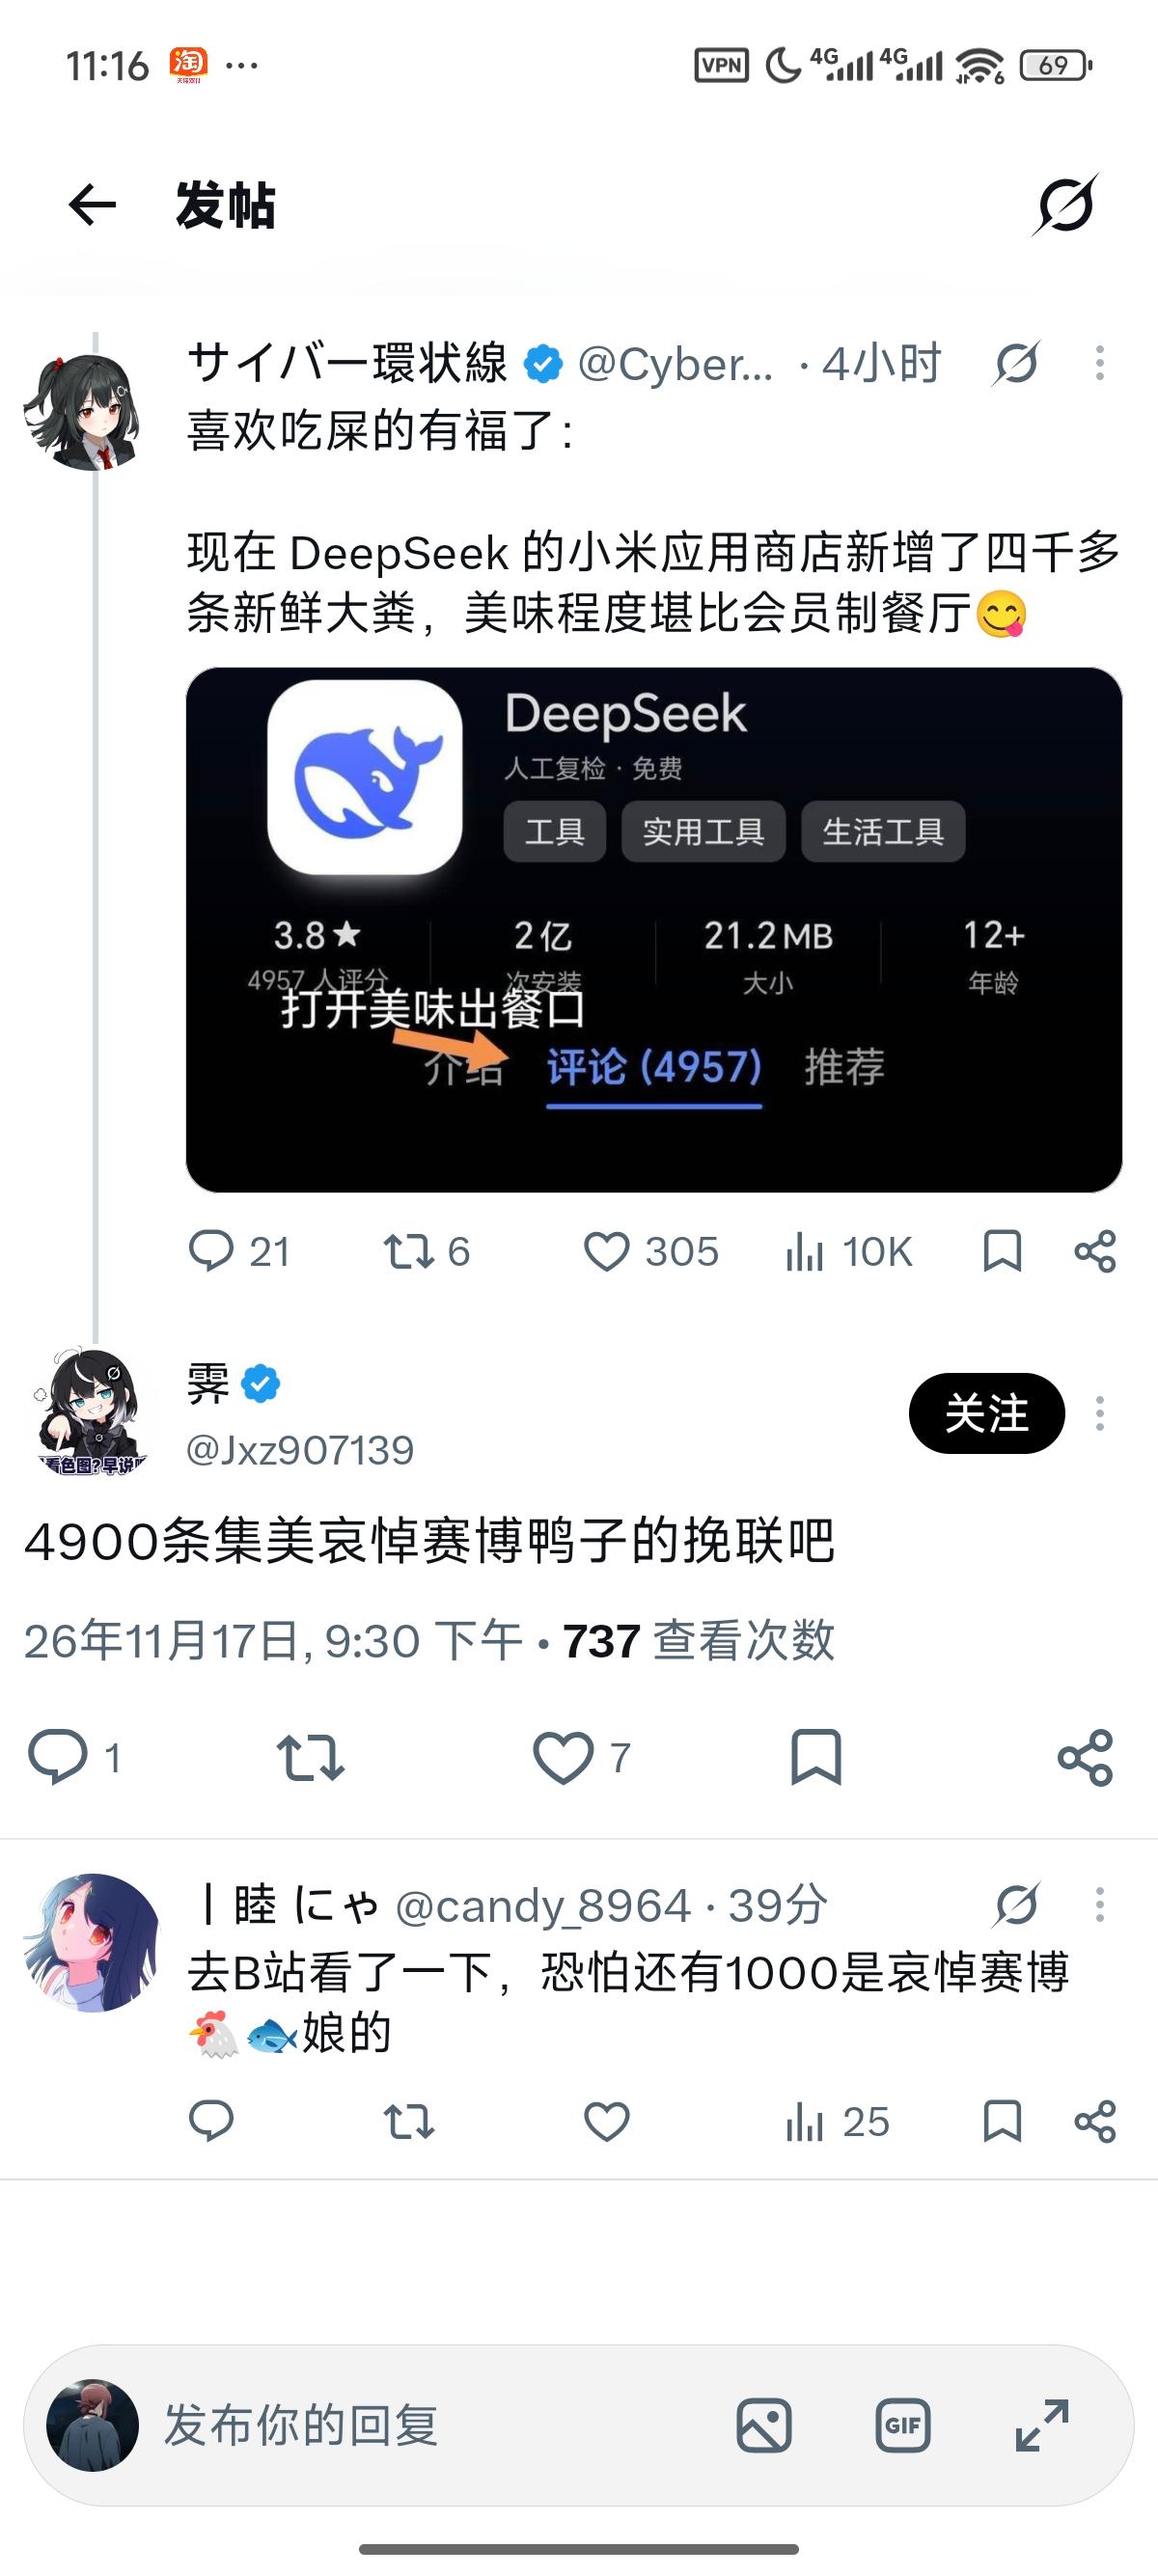 11:16 淘 ··· VPN 4G 4G 6 69
发帖
サイバー環状線 @Cyber... · 4小时
喜欢吃屎的有福了：
现在 DeepSeek 的小米应用商店新增了四千多
条新鲜大粪，美味程度堪比会员制餐厅😋
DeepSeek
人工复检 · 免费
工具 实用工具 生活工具
3.8★ 2亿 21.2MB 12+
4957 人评分 次安装 大小 年龄
打开美味出餐口
介绍 评论 (4957) 推荐
21 6 305 10K
霁
@Jxz907139
关注
4900条集美哀悼赛博鸭子的挽联吧
26年11月17日, 9:30 下午 · 737 查看次数
1 7
丨睦 にゃ @candy_8964 · 39分
去B站看了一下，恐怕还有1000是哀悼赛博
🐔🐟娘的
25
发布你的回复
GIF